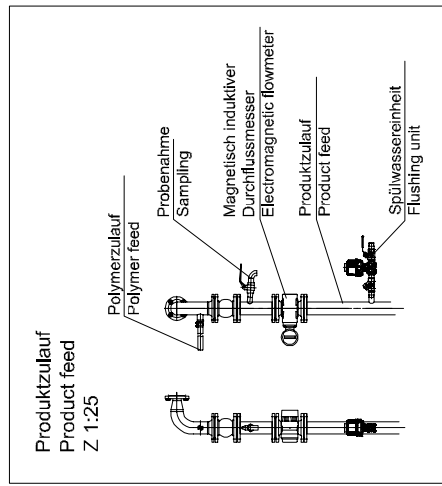 Produktzulauf
Product feed
Z 1:25
Polymerzulauf
Polymer feed
Probenahme
Sampling
Magnetisch induktiver
Durchflussmesser
Electromagnetic flowmeter
Produktzulauf
Product feed
Spülwassereinheit
Flushing unit